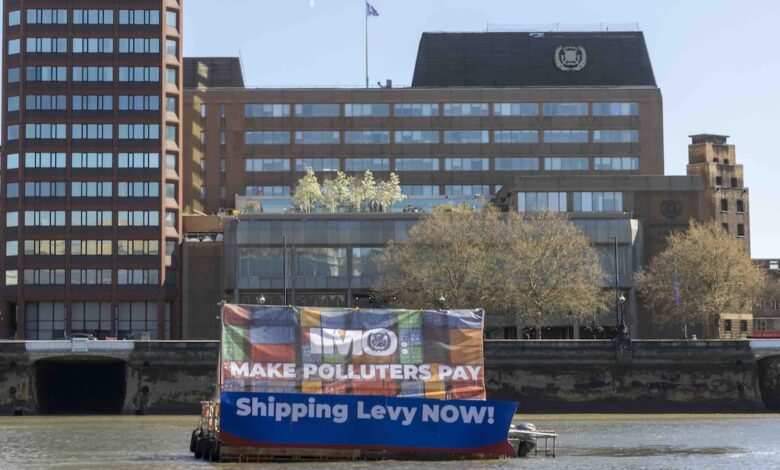 IMO:
MAKE POLLUTERS PAY
Shipping Levy NOW!